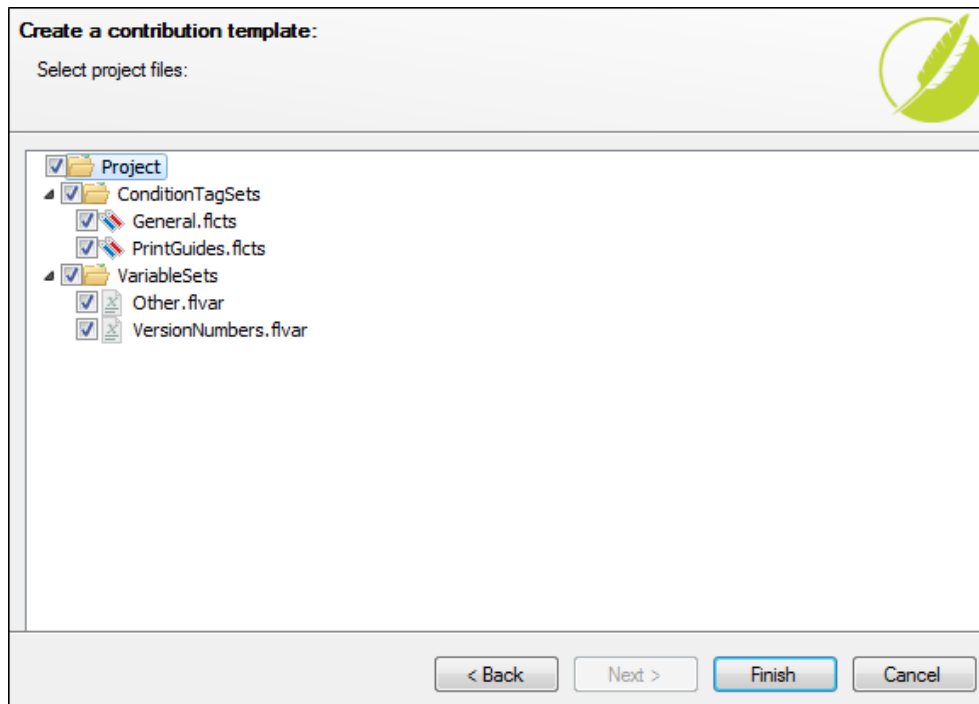 Create a contribution template:
Select project files:
Project
ConditionTagSets
General.flcts
PrintGuides.flcts
VariableSets
Other.flvar
VersionNumbers.flvar
< Back Next > Finish Cancel